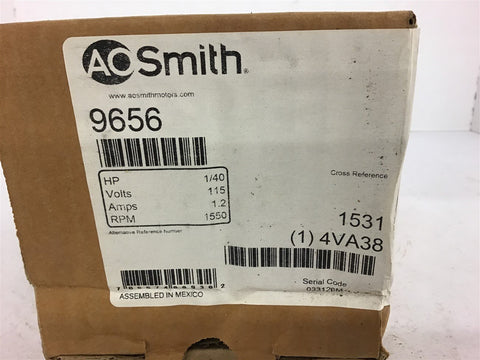 AO Smith®
www.aosmithmotors.com
9656
HP 1/40
Volts 115
Amps 1.2
RPM 1550
Cross Reference
Alternative Reference Number
1531
(1) 4VA38
ASSEMBLED IN MEXICO
Serial Code